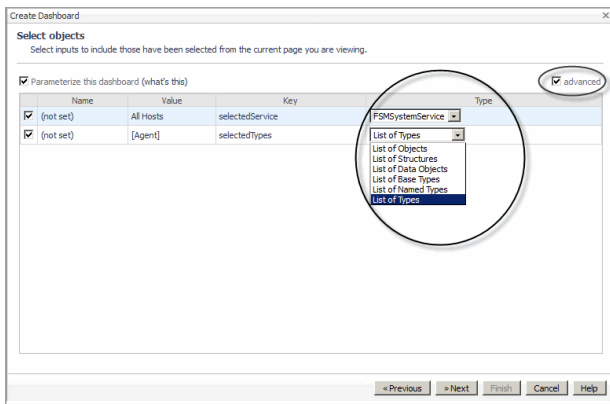 Create Dashboard
Select objects
Select inputs to include those have been selected from the current page you are viewing.
Parameterize this dashboard (what's this) advanced
Name Value Key Type
(not set) All Hosts selectedService FSMSystemService
(not set) [Agent] selectedTypes List of Types
List of Objects
List of Structures
List of Data Objects
List of Base Types
List of Named Types
List of Types
« Previous » Next Finish Cancel Help